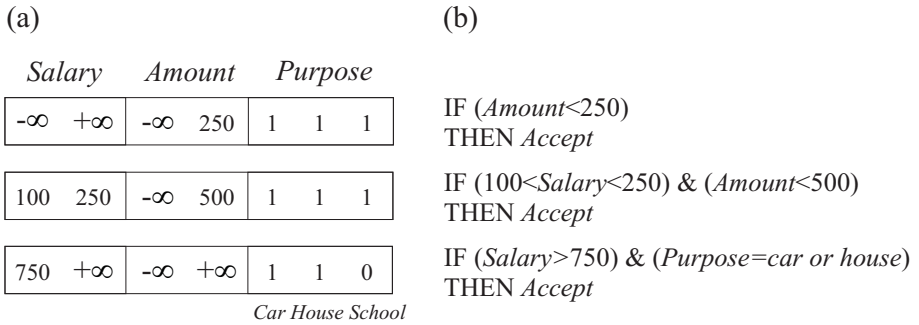 (a) (b)
Salary Amount Purpose
-∞ +∞ -∞ 250 1 1 1
IF (Amount<250)
THEN Accept
100 250 -∞ 500 1 1 1
IF (100<Salary<250) & (Amount<500)
THEN Accept
750 +∞ -∞ +∞ 1 1 0
IF (Salary>750) & (Purpose=car or house)
THEN Accept
Car House School